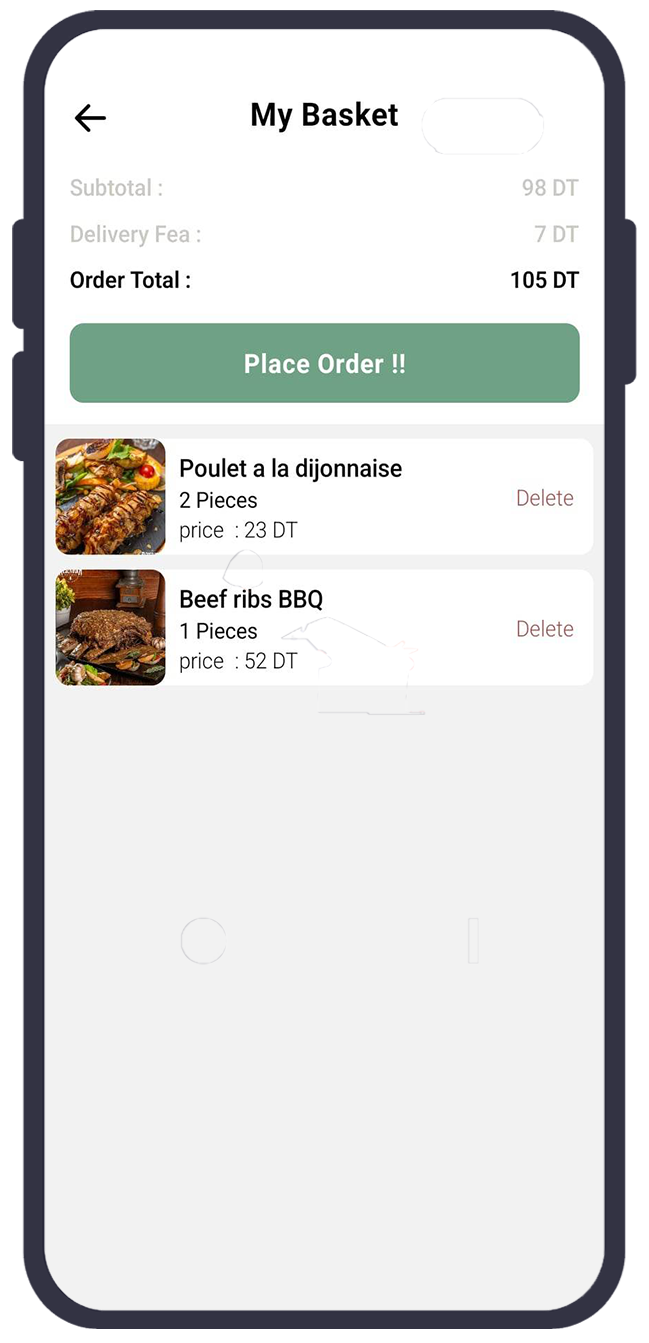 My Basket
Subtotal : 98 DT
Delivery Fea : 7 DT
Order Total : 105 DT
Place Order !!
Poulet a la dijonnaise
2 Pieces
price : 23 DT
Delete
Beef ribs BBQ
1 Pieces
price : 52 DT
Delete